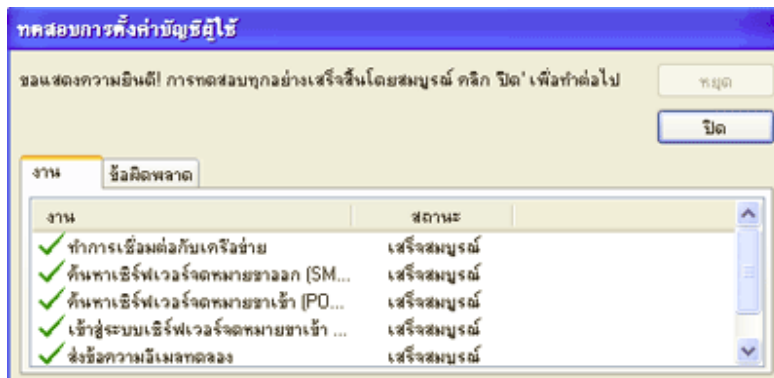 ทดสอบการตั้งค่าบัญชีผู้ใช้
ขอแสดงความยินดี! การทดสอบทุกอย่างเสร็จสิ้นโดยสมบูรณ์ คลิก 'ปิด' เพื่อทำต่อไป
หยุด
ปิด
งาน ข้อผิดพลาด
งาน สถานะ
ทำการเชื่อมต่อกับเครือข่าย เสร็จสมบูรณ์
ค้นหาเซิร์ฟเวอร์จดหมายขาออก (SM... เสร็จสมบูรณ์
ค้นหาเซิร์ฟเวอร์จดหมายขาเข้า (PO... เสร็จสมบูรณ์
เข้าสู่ระบบเซิร์ฟเวอร์จดหมายขาเข้า ... เสร็จสมบูรณ์
ส่งข้อความอีเมลทดลอง เสร็จสมบูรณ์